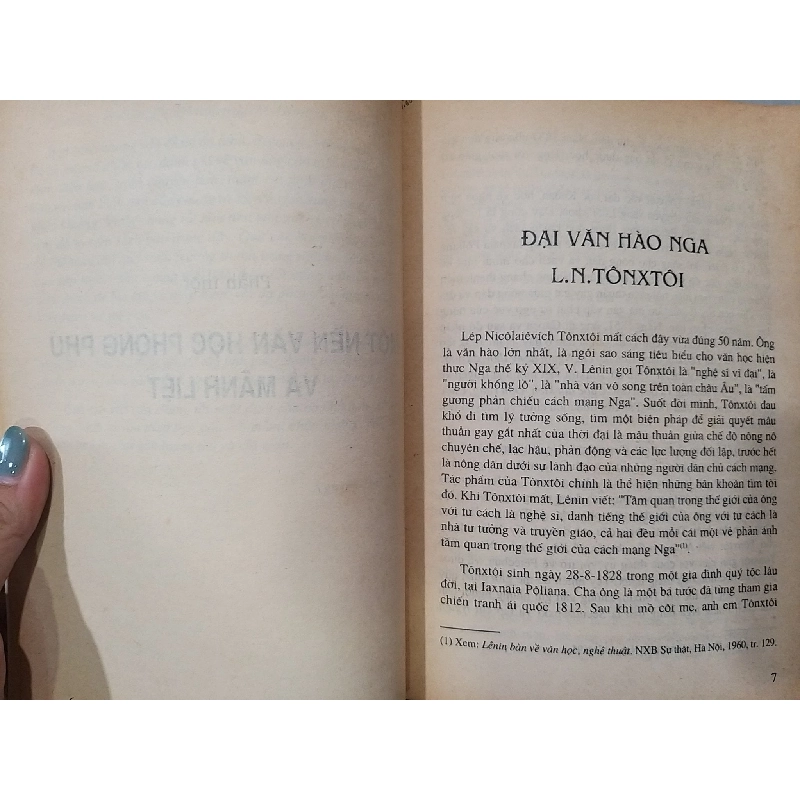 ĐẠI VĂN HÀO NGA
L.N.TÔNXTÔI
Lép Nicôlaiêvích Tônxtôi mất cách đây vừa đúng 50 năm. Ông
là văn hào lớn nhất, là ngôi sao sáng tiêu biểu cho văn học hiện
thực Nga thế kỷ XIX, V. Lênin gọi Tônxtôi là "nghệ sĩ vĩ đại", là
"người khổng lồ", là "nhà văn vô song trên toàn châu Âu", là "tấm
gương phản chiếu cách mạng Nga". Suốt đời mình, Tônxtôi đau
khổ đi tìm lý tưởng sống, tìm một biện pháp để giải quyết mâu
thuẫn gay gắt nhất của thời đại là mâu thuẫn giữa chế độ nông nô
chuyên chế, lạc hậu, phản động và các lực lượng đối lập, trước hết
là nông dân dưới sự lãnh đạo của những người dân chủ cách mạng.
Tác phẩm của Tônxtôi chính là thể hiện những băn khoăn tìm tòi
đó. Khi Tônxtôi mất, Lênin viết: "Tầm quan trọng thế giới của ông
với tư cách là nghệ sĩ, danh tiếng thế giới của ông với tư cách là
nhà tư tưởng và truyền giáo, cả hai đều mỗi cái một vẻ phản ánh
tầm quan trọng thế giới của cách mạng Nga"(1).
Tônxtôi sinh ngày 28-8-1828 trong một gia đình quý tộc lâu
đời, tại Iaxnaia Pôliana. Cha ông là một bá tước đã từng tham gia
chiến tranh ái quốc 1812. Sau khi mồ côi mẹ, anh em Tônxtôi
(1) Xem: Lênin bàn về văn học, nghệ thuật. NXB Sự thật, Hà Nội, 1960, tr. 129.
7